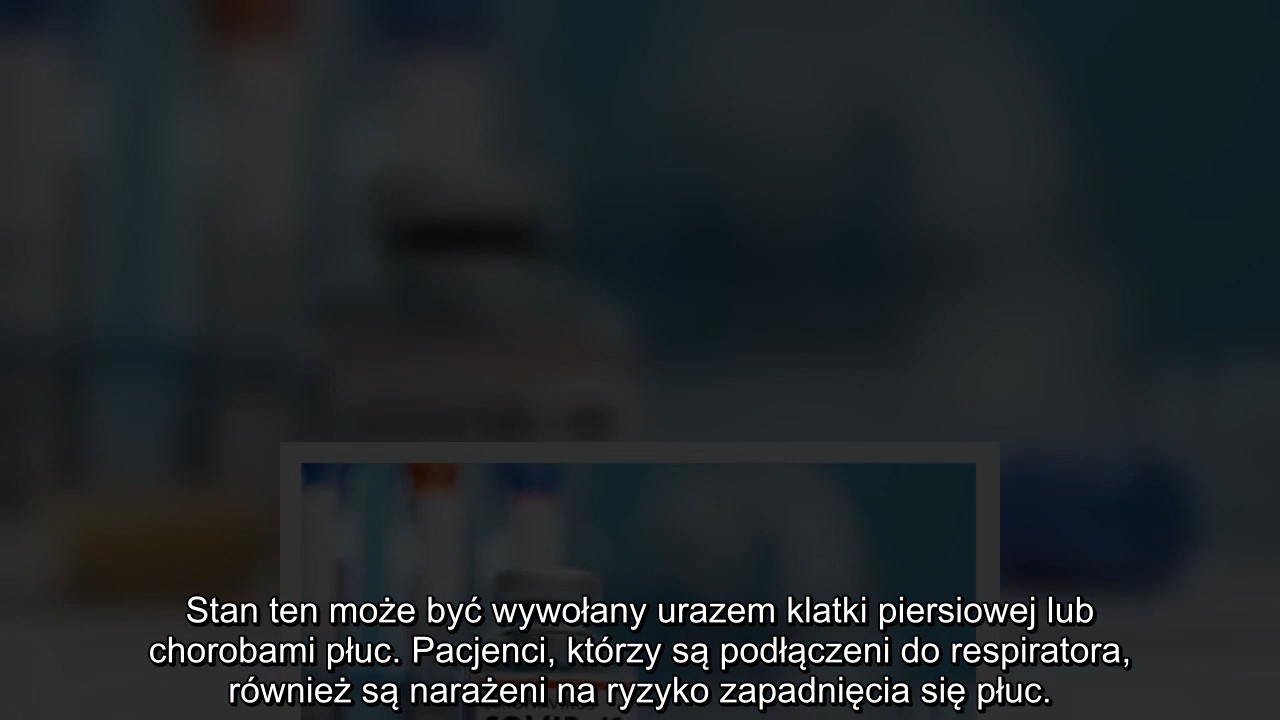 Stan ten może być wywołany urazem klatki piersiowej lub
chorobami płuc. Pacjenci, którzy są podłączeni do respiratora,
również są narażeni na ryzyko zapadnięcia się płuc.